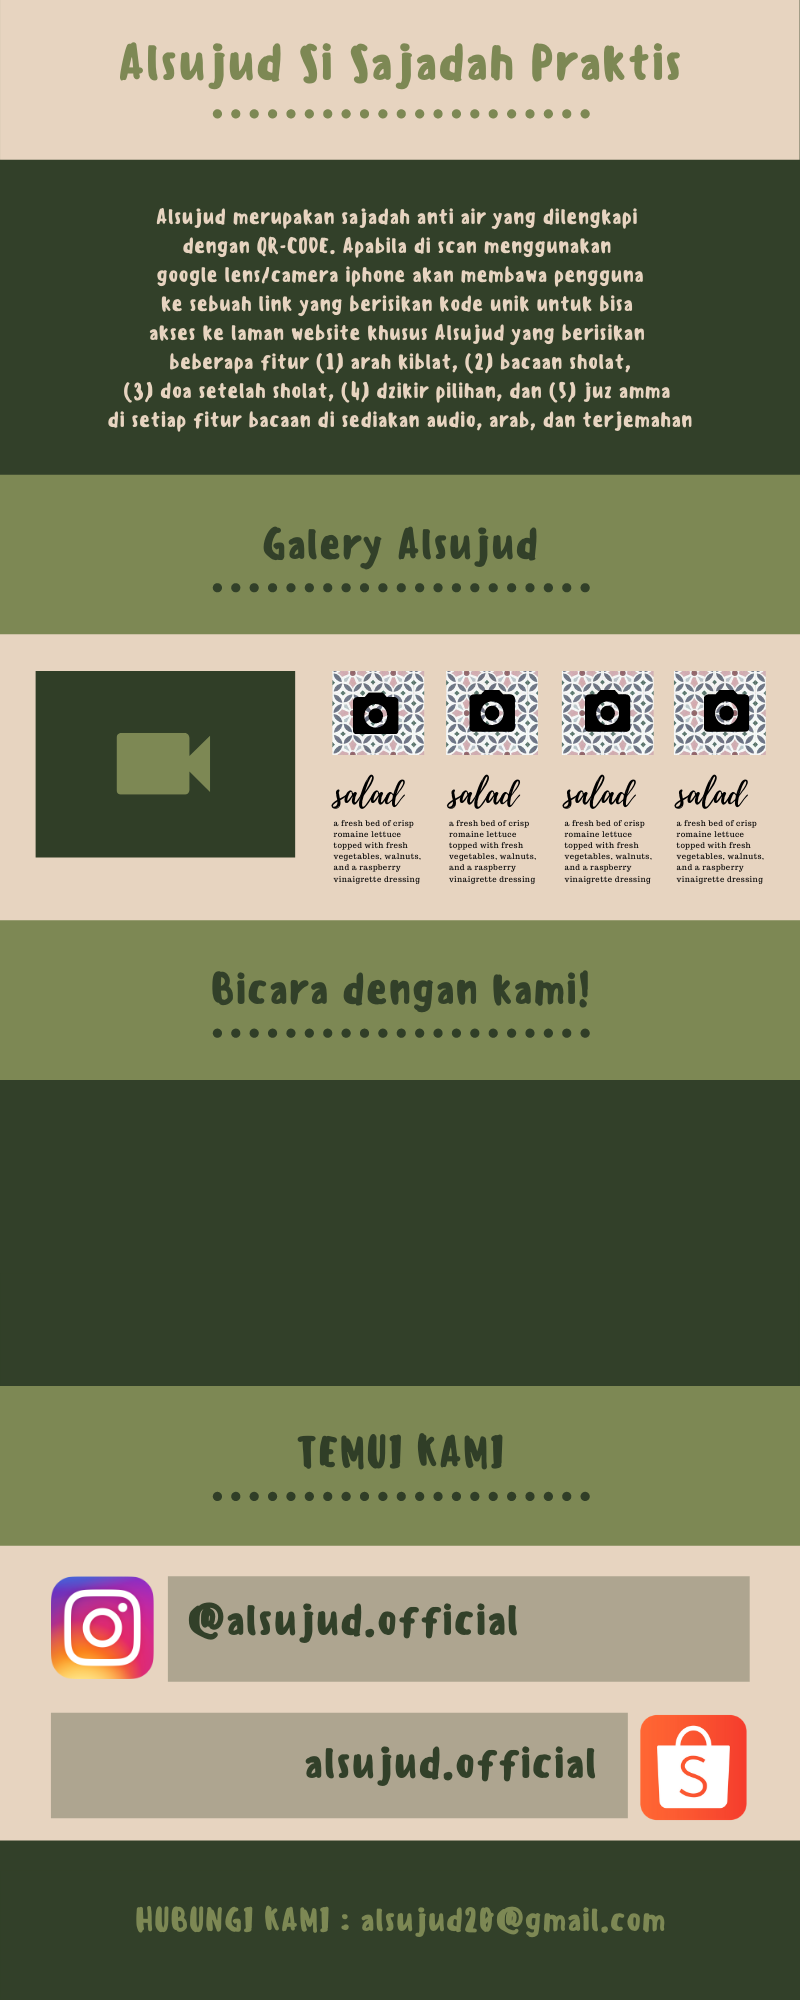 Alsujud Si Sajadah Praktis
Alsujud merupakan sajadah anti air yang dilengkapi
dengan QR-CODE. Apabila di scan menggunakan
google lens/camera iphone akan membawa pengguna
ke sebuah link yang berisikan kode unik untuk bisa
akses ke laman website khusus Alsujud yang berisikan
beberapa fitur (1) arah kiblat, (2) bacaan sholat,
(3) doa setelah sholat, (4) dzikir pilihan, dan (5) juz amma
di setiap fitur bacaan di sediakan audio, arab, dan terjemahan
Galery Alsujud
salad
a fresh bed of crisp
romaine lettuce
topped with fresh
vegetables, walnuts,
and a raspberry
vinaigrette dressing
salad
a fresh bed of crisp
romaine lettuce
topped with fresh
vegetables, walnuts,
and a raspberry
vinaigrette dressing
salad
a fresh bed of crisp
romaine lettuce
topped with fresh
vegetables, walnuts,
and a raspberry
vinaigrette dressing
salad
a fresh bed of crisp
romaine lettuce
topped with fresh
vegetables, walnuts,
and a raspberry
vinaigrette dressing
Bicara dengan kami!
TEMUI KAMI
@alsujud.official
alsujud.official
S
HUBUNGI KAMI : alsujud20@gmail.com